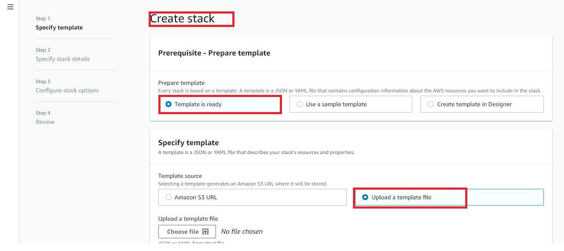 Create stack
Step 1
Specify template
Step 2
Specify stack details
Step 3
Configure stack options
Step 4
Review
Prerequisite - Prepare template
Prepare template
Every stack is based on a template. A template is a JSON or YAML file that contains configuration information about the AWS resources you want to include in the stack.
Template is ready
Use a sample template
Create template in Designer
Specify template
A template is a JSON or YAML file that describes your stack's resources and properties.
Template source
Selecting a template generates an Amazon S3 URL where it will be stored.
Amazon S3 URL
Upload a template file
Upload a template file
Choose file
No file chosen
JSON or YAML formatted file